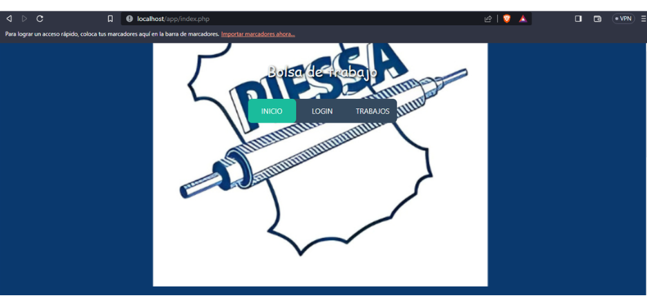 localhost/app/index.php
VPN
Para lograr un acceso rápido, coloca tus marcadores aquí en la barra de marcadores. Importar marcadores ahora...
PIESSA
Bolsa de trabajo
INICIO LOGIN TRABAJOS